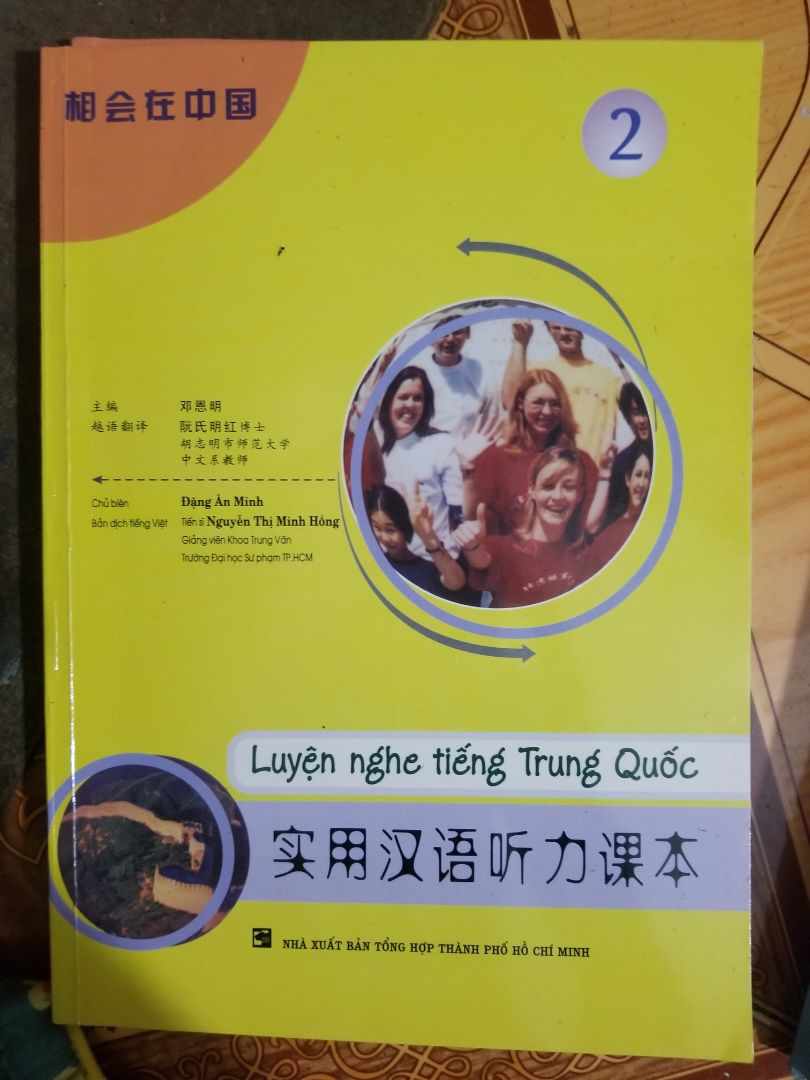 相会在中国
2
主编 邓恩明
越语翻译 阮氏明红博士
胡志明市师范大学
中文系教师
Chủ biên Đặng Ân Minh
Bản dịch tiếng Việt Tiến sĩ Nguyễn Thị Minh Hồng
Giảng viên Khoa Trung Văn
Trường Đại học Sư phạm TP.HCM
Luyện nghe tiếng Trung Quốc
实用汉语听力课本
NHÀ XUẤT BẢN TỔNG HỢP THÀNH PHỐ HỒ CHÍ MINH